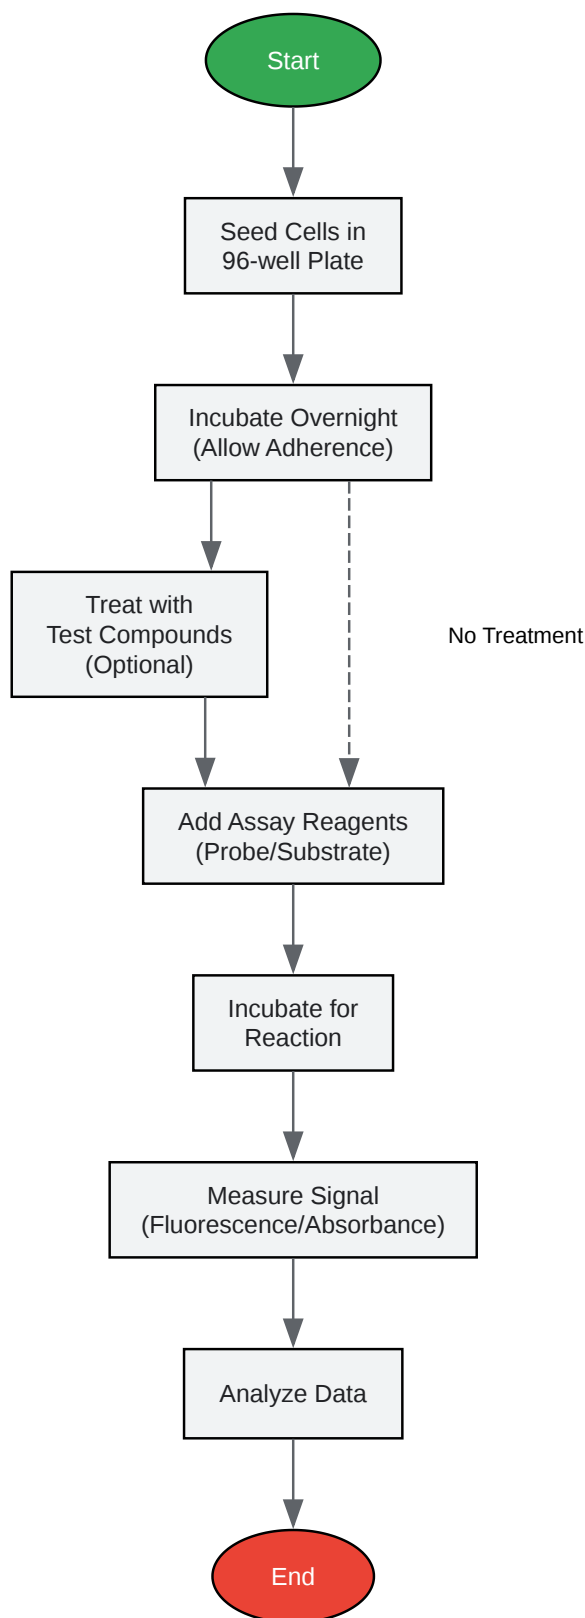 Start
Seed Cells in
96-well Plate
Incubate Overnight
(Allow Adherence)
Treat with
Test Compounds
(Optional)
No Treatment
Add Assay Reagents
(Probe/Substrate)
Incubate for
Reaction
Measure Signal
(Fluorescence/Absorbance)
Analyze Data
End